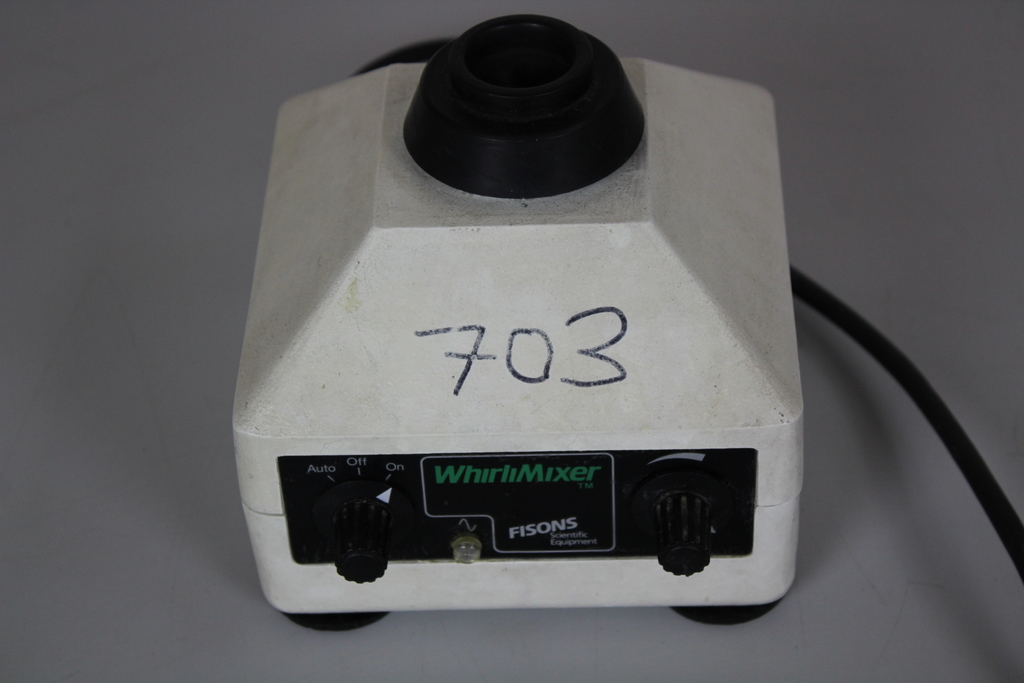 703
Auto Off On
WhirliMixer
TM
FISONS
Scientific
Equipment